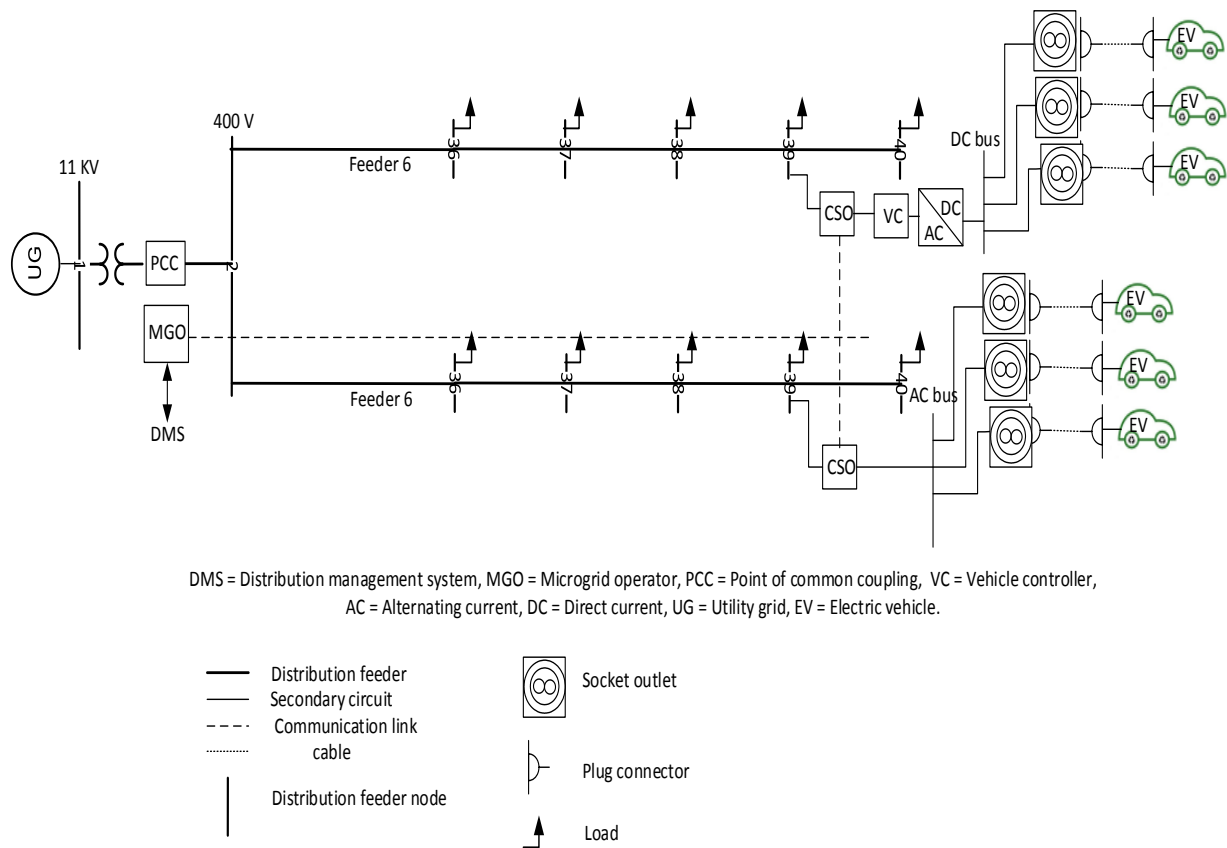 EV
EV
EV
DC bus
400 V
36
37
38
39
40
Feeder 6
11 KV
CSO
VC
DC
AC
UG
1
PCC
2
MGO
DMS
EV
EV
EV
36
37
38
39
40
Feeder 6
AC bus
CSO
DMS = Distribution management system, MGO = Microgrid operator, PCC = Point of common coupling, VC = Vehicle controller,
AC = Alternating current, DC = Direct current, UG = Utility grid, EV = Electric vehicle.
Distribution feeder
Secondary circuit
Communication link
cable
Distribution feeder node
Socket outlet
Plug connector
Load